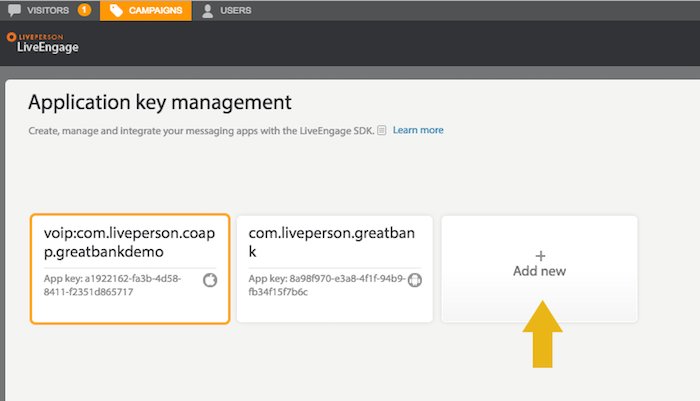 VISITORS 1 CAMPAIGNS USERS
LIVEPERSON
LiveEngage
Application key management
Create, manage and integrate your messaging apps with the LiveEngage SDK. Learn more
voip:com.liveperson.coap
p.greatbankdemo
App key: a1922162-fa3b-4d58-
8411-f2351d865717
com.liveperson.greatban
k
App key: 8a98f970-e3a8-4f1f-94b9-
fb34f15f7b6c
+
Add new